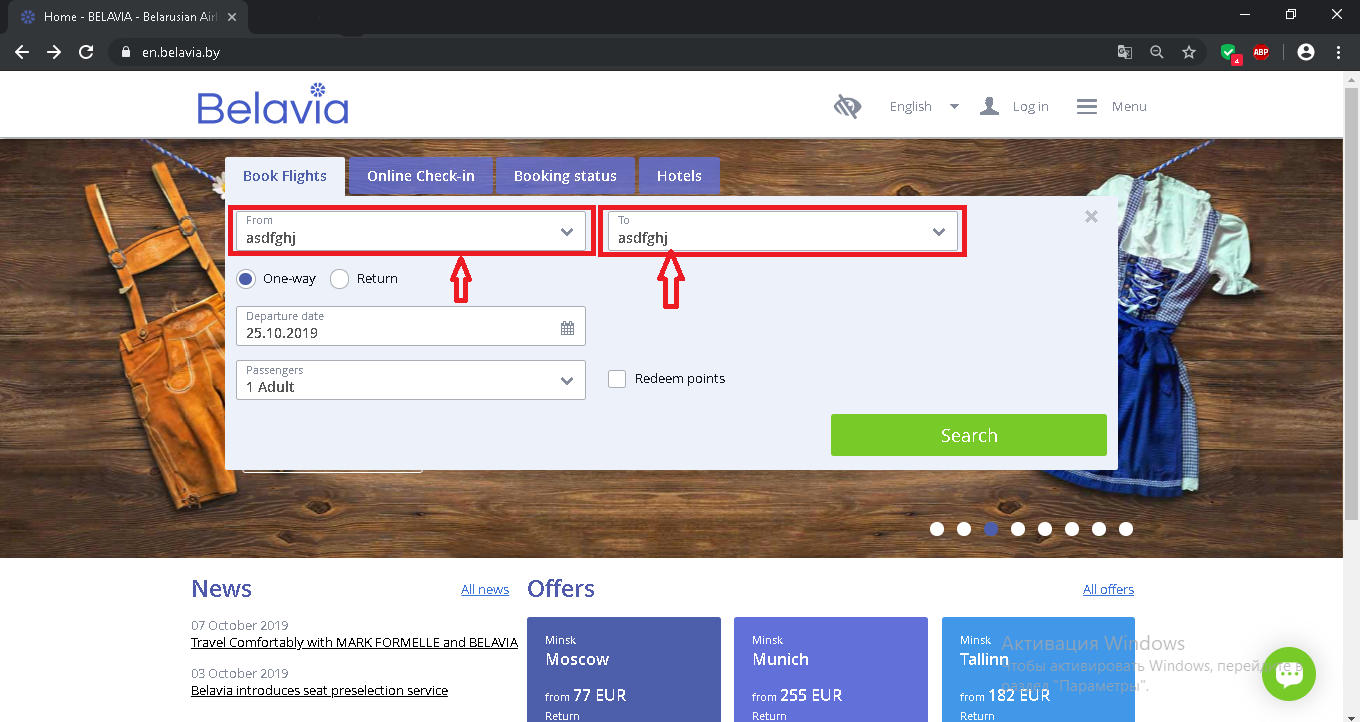 Home - BELAVIA - Belarusian Airl
en.belavia.by
ABP
4
Belavia
English
Log in
Menu
Book Flights
Online Check-in
Booking status
Hotels
From
asdfghj
To
asdfghj
One-way
Return
Departure date
25.10.2019
Passengers
1 Adult
Redeem points
Search
News
All news
Offers
All offers
07 October 2019
Travel Comfortably with MARK FORMELLE and BELAVIA
03 October 2019
Belavia introduces seat preselection service
Minsk
Moscow
from 77 EUR
Return
Minsk
Munich
from 255 EUR
Return
Minsk
Tallinn
from 182 EUR
Return
Активация Windows
Чтобы активировать Windows, перейдите в
раздел "Параметры".